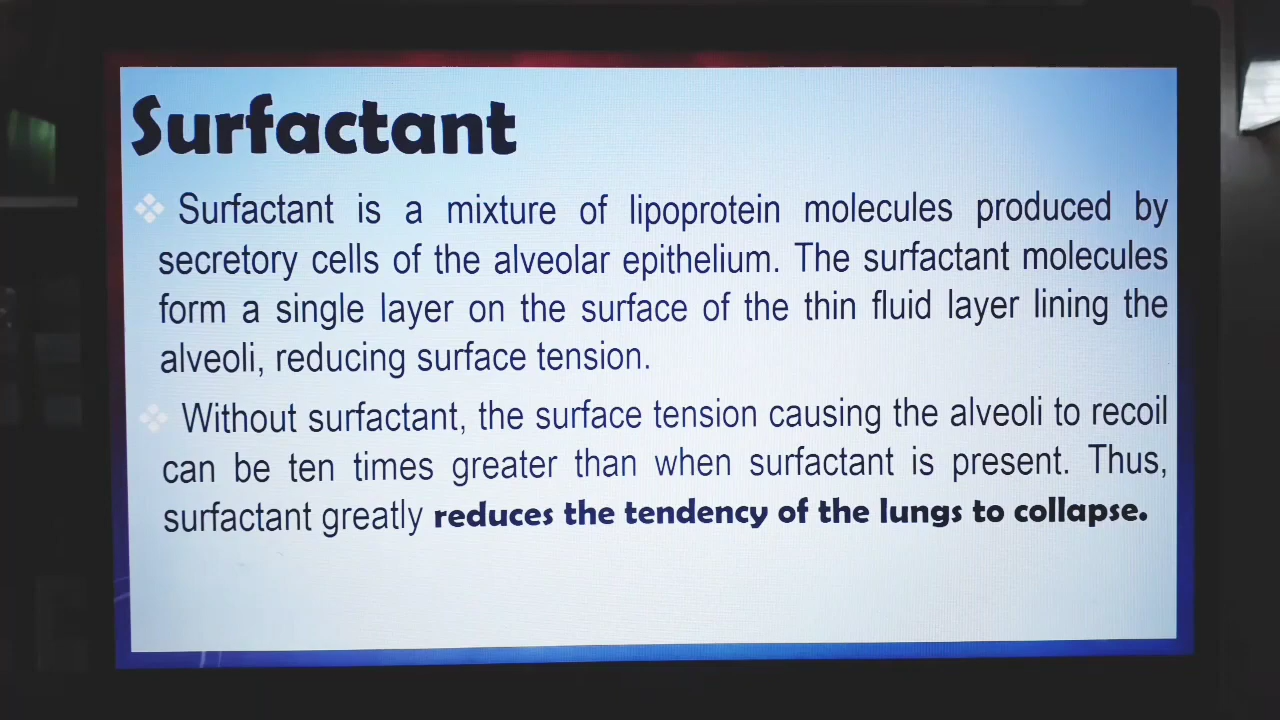 Surfactant
Surfactant is a mixture of lipoprotein molecules produced by
secretory cells of the alveolar epithelium. The surfactant molecules
form a single layer on the surface of the thin fluid layer lining the
alveoli, reducing surface tension.
Without surfactant, the surface tension causing the alveoli to recoil
can be ten times greater than when surfactant is present. Thus,
surfactant greatly reduces the tendency of the lungs to collapse.